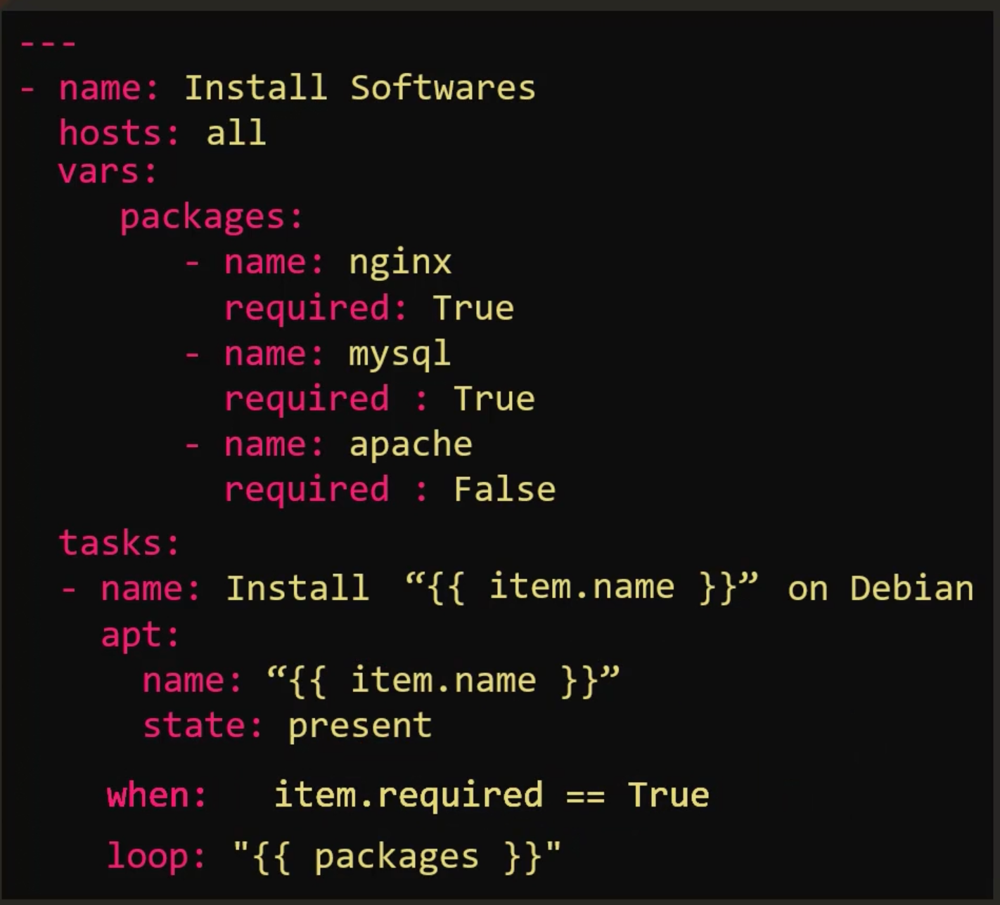 ---
- name: Install Softwares
  hosts: all
  vars:
     packages:
        - name: nginx
          required: True
        - name: mysql
          required : True
        - name: apache
          required : False
  tasks:
  - name: Install “{{ item.name }}” on Debian
    apt:
      name: “{{ item.name }}”
      state: present
    when:   item.required == True
    loop: "{{ packages }}"